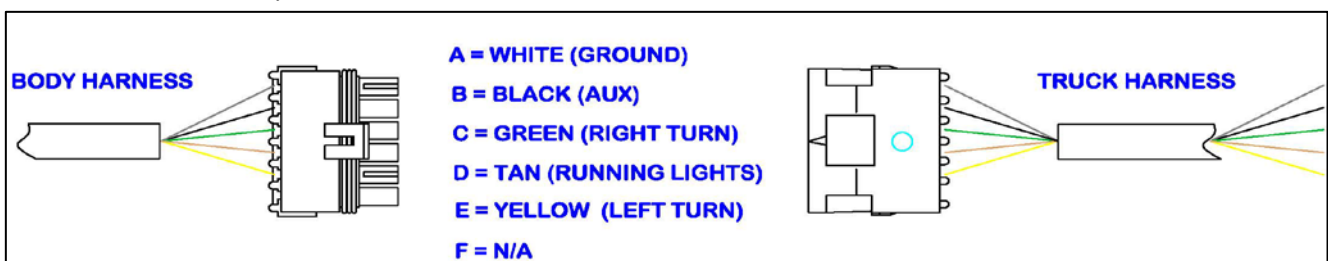 BODY HARNESS
A = WHITE (GROUND)
B = BLACK (AUX)
C = GREEN (RIGHT TURN)
D = TAN (RUNNING LIGHTS)
E = YELLOW (LEFT TURN)
F = N/A
TRUCK HARNESS